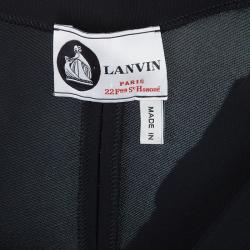 LANVIN
PARIS
22 FBG ST HONORÉ
MADE IN